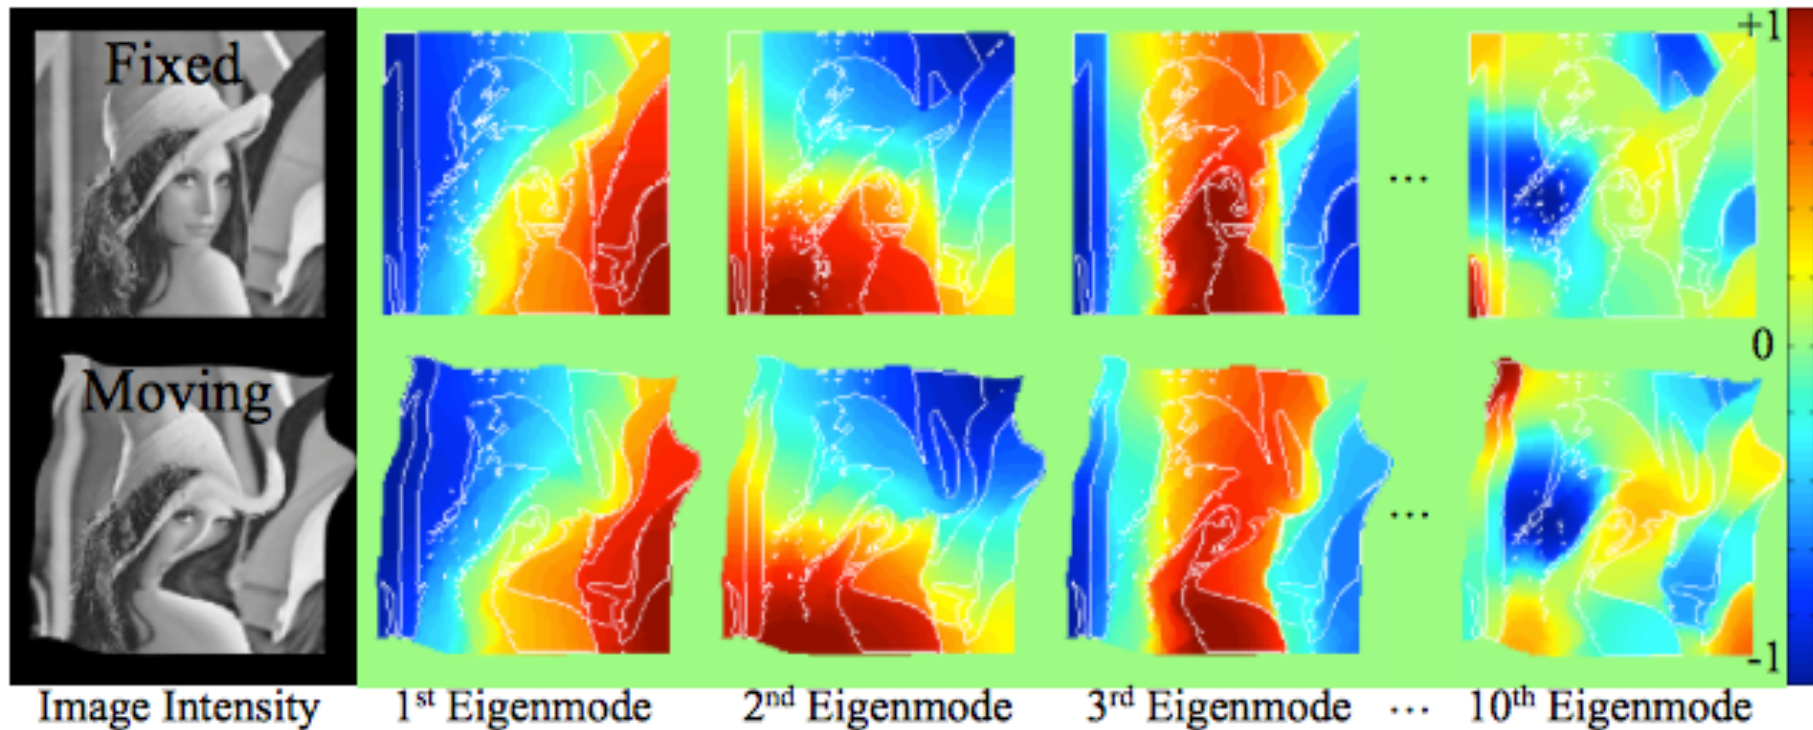 Fixed
+1
...
0
Moving
...
-1
Image Intensity
1st Eigenmode
2nd Eigenmode
3rd Eigenmode
...
10th Eigenmode